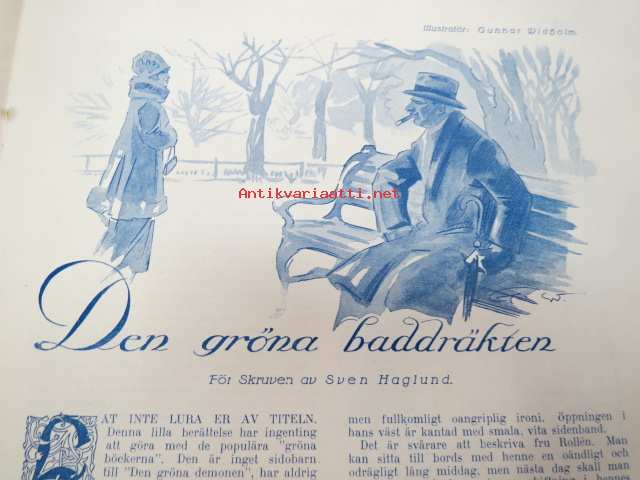 Illustratör: Gunnar Widholm.
Antikvariaatti.net
Den gröna baddräkten
För Skruven av Sven Haglund.
LÅT INTE LURA ER AV TITELN.
Denna lilla berättelse har ingenting
att göra med de populära "gröna
böckerna". Den är inget sidobarn
till "Den gröna demonen", har aldrig
men fullkomligt oangriplig ironi. öppningen i
hans väst är kantad med smala, vita sidenband.
Det är svårare att beskriva fru Rollén. Man
kan sitta till bords med henne en oändligt och
odrägligt lång middag, men nästa dag skall man
i hennes